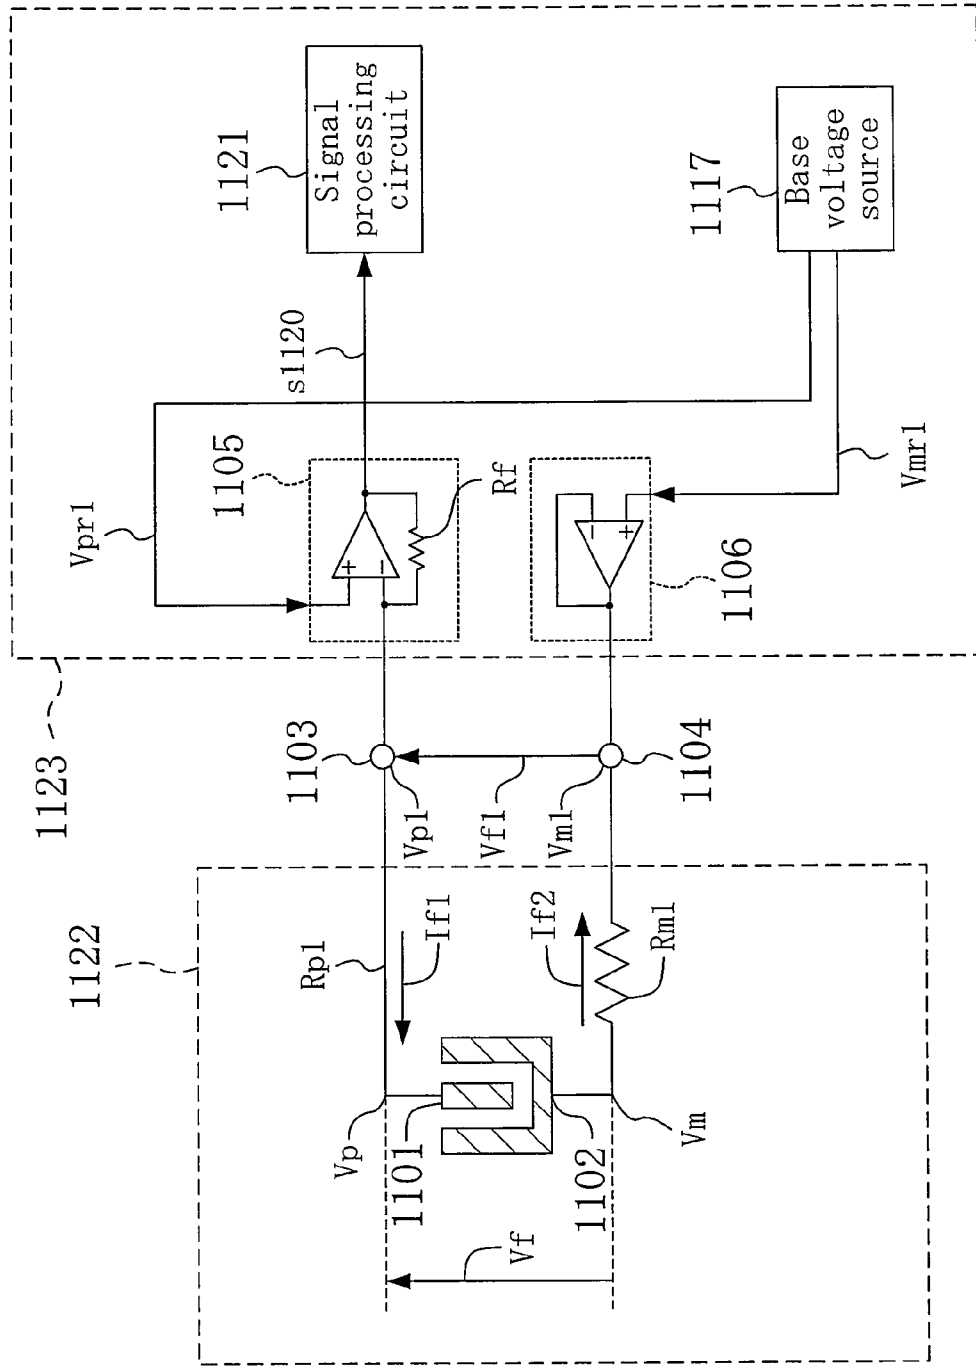 1121
Signal
processing
circuit
1117
Base
voltage
source
s1120
Vpr1
1105
+
−
Rf
Vmr1
−
+
1106
1123
1103
Vp1
Vf1
Vm1
1104
1122
Rp1
If1
If2
Rm1
Vp
1101
1102
Vm
Vf